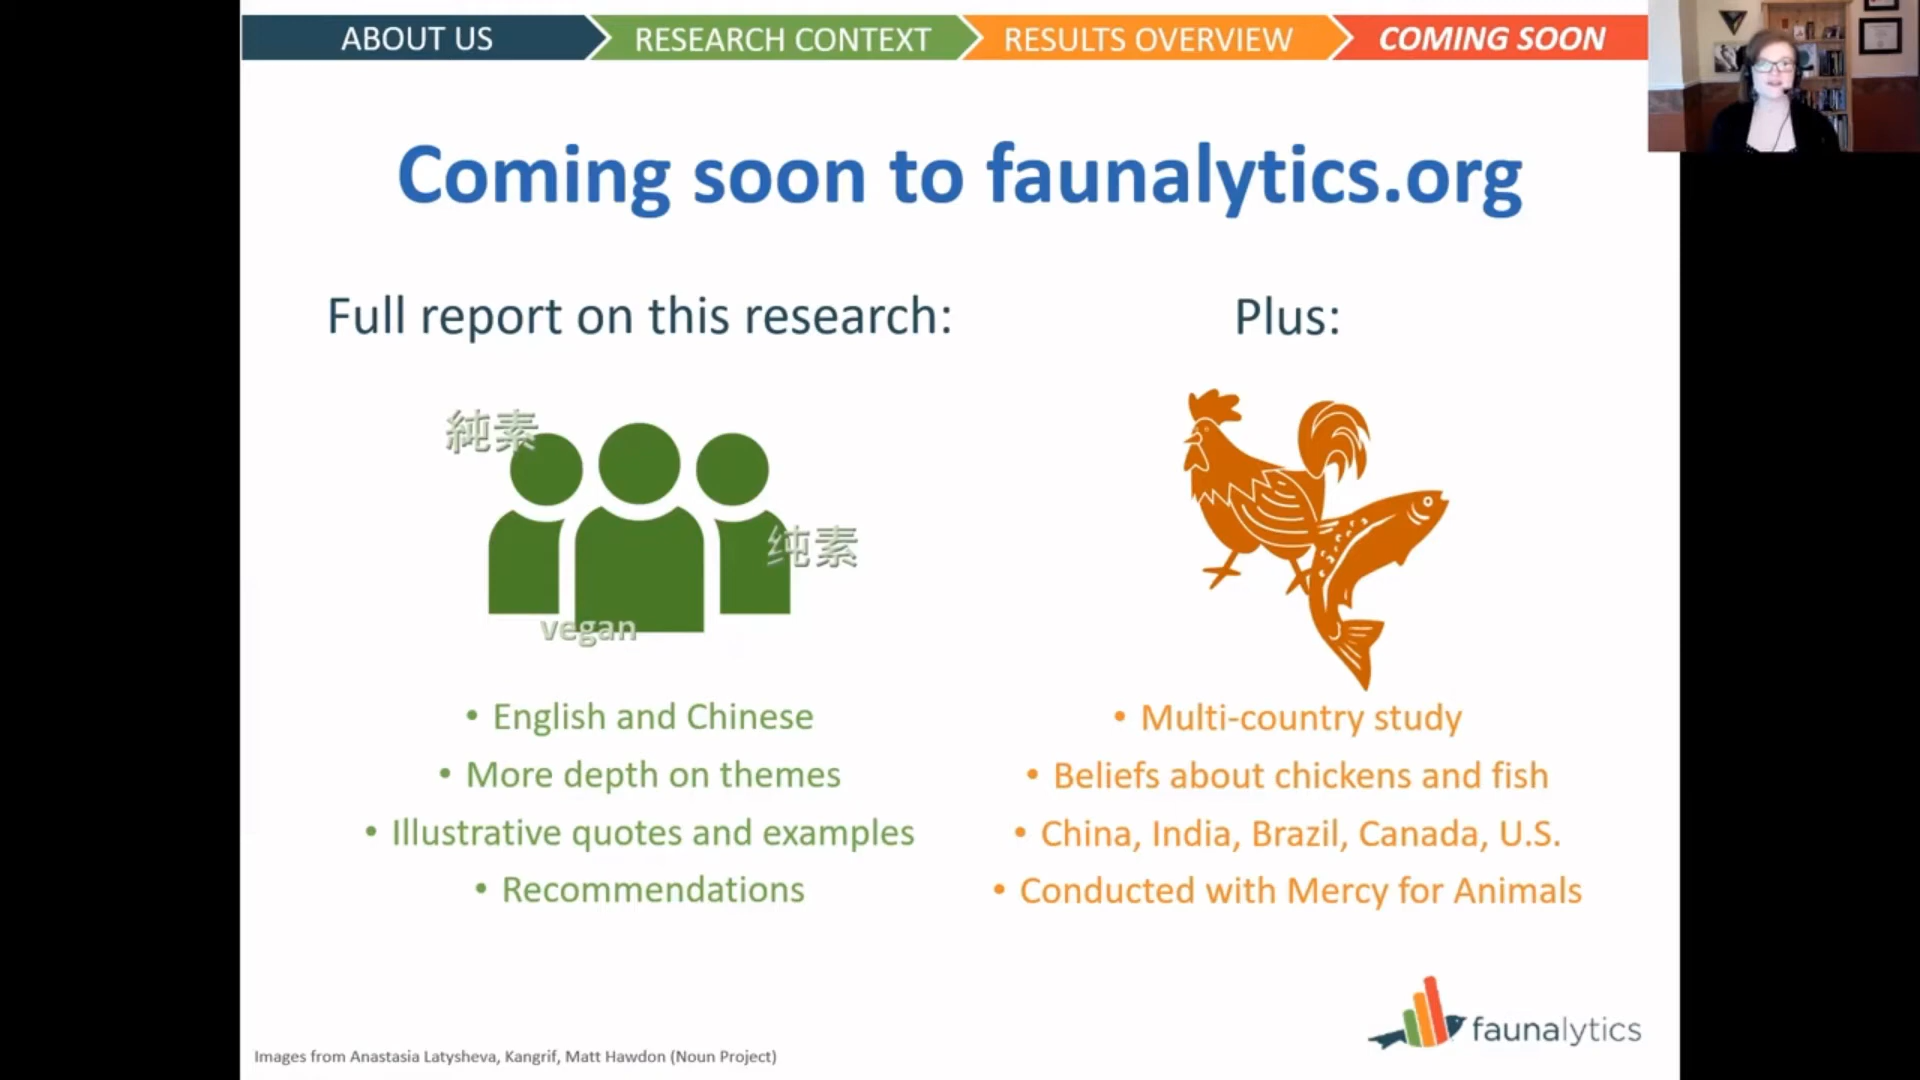 ABOUT US
RESEARCH CONTEXT
RESULTS OVERVIEW
COMING SOON
Coming soon to faunalytics.org
Full report on this research:
純素
纯素
vegan
• English and Chinese
• More depth on themes
• Illustrative quotes and examples
• Recommendations
Plus:
• Multi-country study
• Beliefs about chickens and fish
• China, India, Brazil, Canada, U.S.
• Conducted with Mercy for Animals
faunalytics
Images from Anastasia Latysheva, Kangrif, Matt Hawdon (Noun Project)